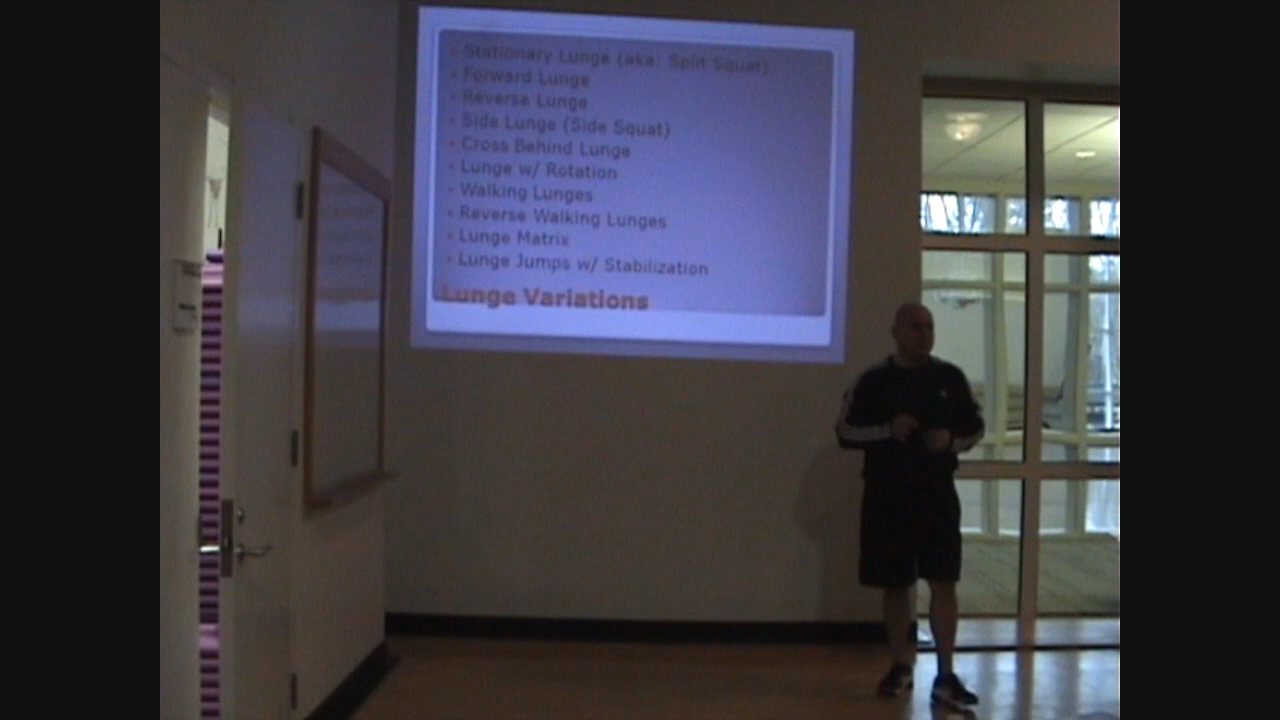 Stationary Lunge (aka: Split Squat)
Forward Lunge
Reverse Lunge
Side Lunge (Side Squat)
Cross Behind Lunge
Lunge w/ Rotation
Walking Lunges
Reverse Walking Lunges
Lunge Matrix
Lunge Jumps w/ Stabilization
Lunge Variations